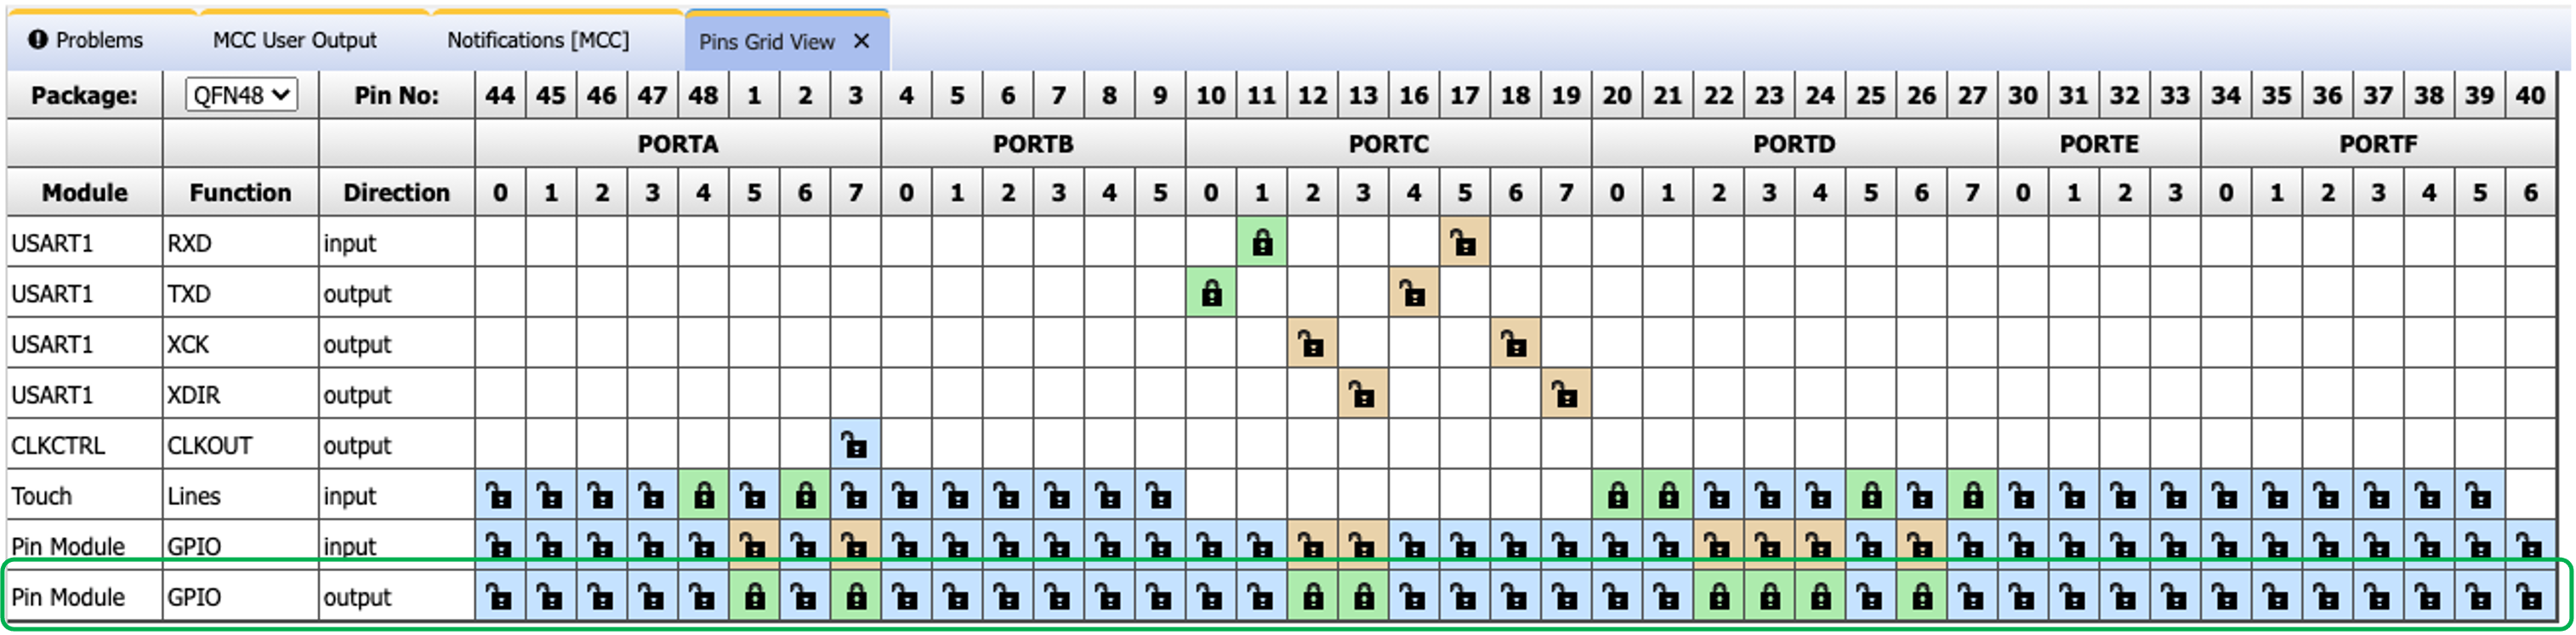 Problems MCC User Output Notifications [MCC] Pins Grid View ✕
Package: QFN48 Pin No: 44 45 46 47 48 1 2 3 4 5 6 7 8 9 10 11 12 13 16 17 18 19 20 21 22 23 24 25 26 27 30 31 32 33 34 35 36 37 38 39 40
PORTA PORTB PORTC PORTD PORTE PORTF
Module Function Direction 0 1 2 3 4 5 6 7 0 1 2 3 4 5 0 1 2 3 4 5 6 7 0 1 2 3 4 5 6 7 0 1 2 3 0 1 2 3 4 5 6
USART1 RXD input
USART1 TXD output
USART1 XCK output
USART1 XDIR output
CLKCTRL CLKOUT output
Touch Lines input
Pin Module GPIO input
Pin Module GPIO output